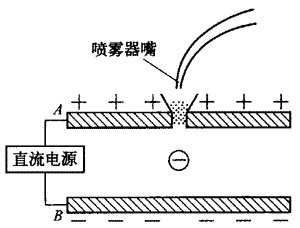 喷雾器嘴
A + + + + + +
−
直流电源
B − − − − − −